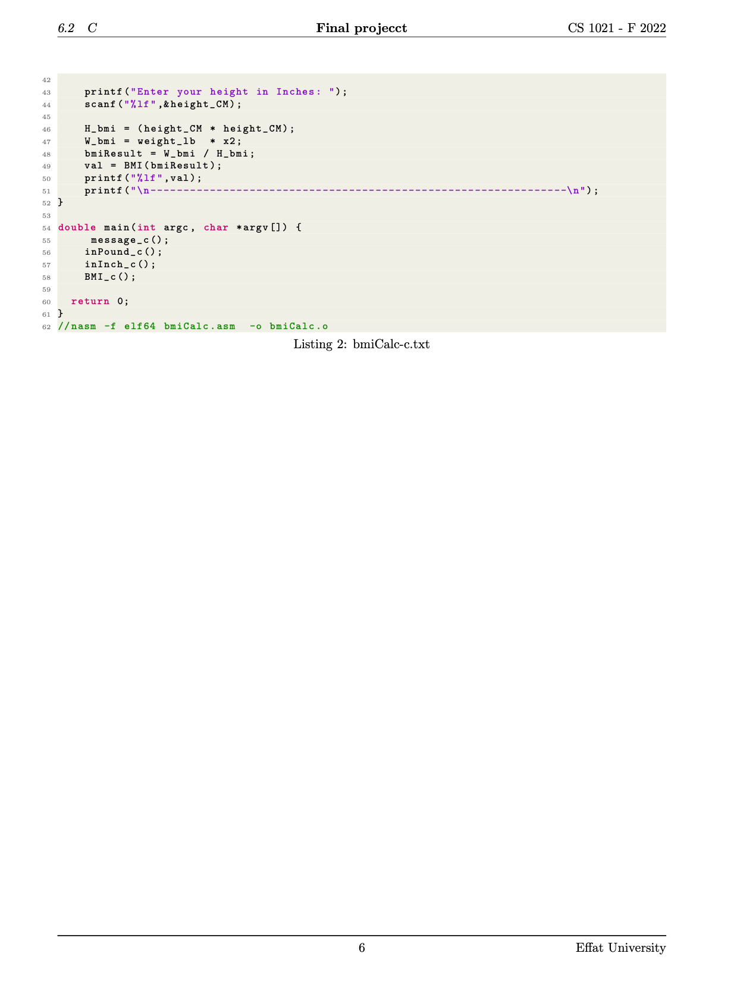 6.2 C Final projecct CS 1021 - F 2022
42
43 printf("Enter your height in Inches: ");
44 scanf("%lf",&height_CM);
45
46 H_bmi = (height_CM * height_CM);
47 W_bmi = weight_lb  * x2;
48 bmiResult = W_bmi / H_bmi;
49 val = BMI(bmiResult);
50 printf("%lf",val);
51 printf("\n---------------------------------------------------------------\n");
52 }
53
54 double main(int argc, char *argv[]) {
55 message_c();
56 inPound_c();
57 inInch_c();
58 BMI_c();
59
60 return 0;
61 }
62 //nasm -f elf64 bmiCalc.asm  -o bmiCalc.o
Listing 2: bmiCalc-c.txt
6 Effat University